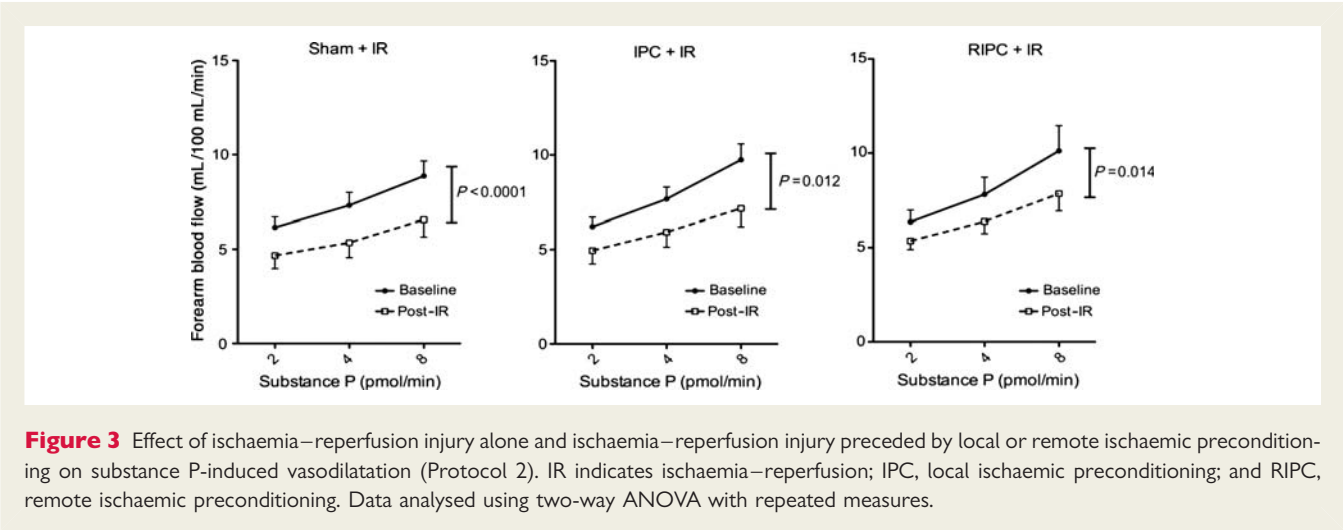 Sham + IR
IPC + IR
RIPC + IR
Forearm blood flow (mL/100 mL/min)
15
10
5
0
P<0.0001
Baseline
Post-IR
2
4
8
Substance P (pmol/min)
15
10
5
0
P=0.012
Baseline
Post-IR
2
4
8
Substance P (pmol/min)
15
10
5
0
P=0.014
Baseline
Post-IR
2
4
8
Substance P (pmol/min)
Figure 3 Effect of ischaemia–reperfusion injury alone and ischaemia–reperfusion injury preceded by local or remote ischaemic precondition-
ing on substance P-induced vasodilatation (Protocol 2). IR indicates ischaemia–reperfusion; IPC, local ischaemic preconditioning; and RIPC,
remote ischaemic preconditioning. Data analysed using two-way ANOVA with repeated measures.